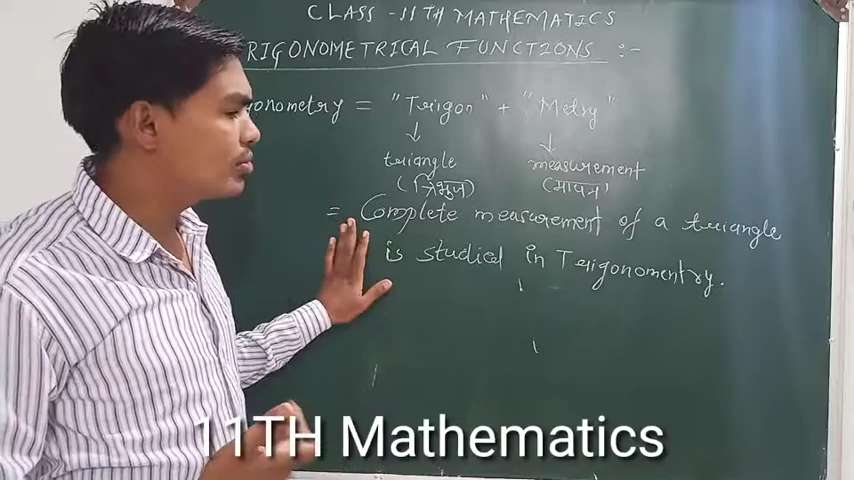 CLASS - 11TH MATHEMATICS
RIGONOMETRICAL FUNCTIONS :-
onometry = "Trigon" + "Metry"
↓ ↓
triangle measurement
(त्रिभुज) (मापन)
= Complete measurement of a triangle
is studied in Trigonomentry.
11TH Mathematics